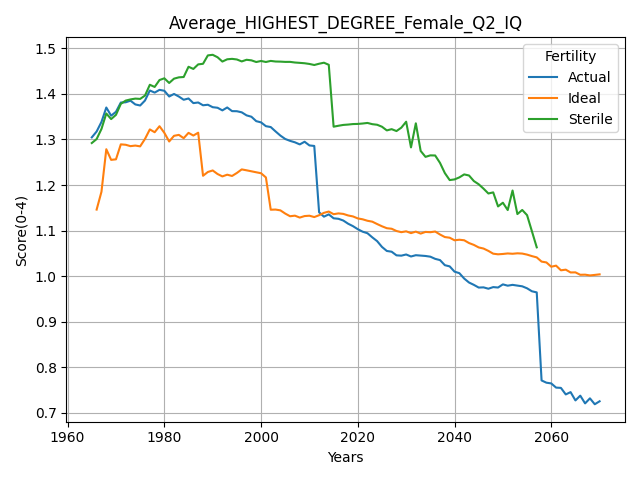 Average_HIGHEST_DEGREE_Female_Q2_IQ
Fertility
Actual
Ideal
Sterile
Score(0-4)
1.5
1.4
1.3
1.2
1.1
1.0
0.9
0.8
0.7
1960
1980
2000
2020
2040
2060
Years